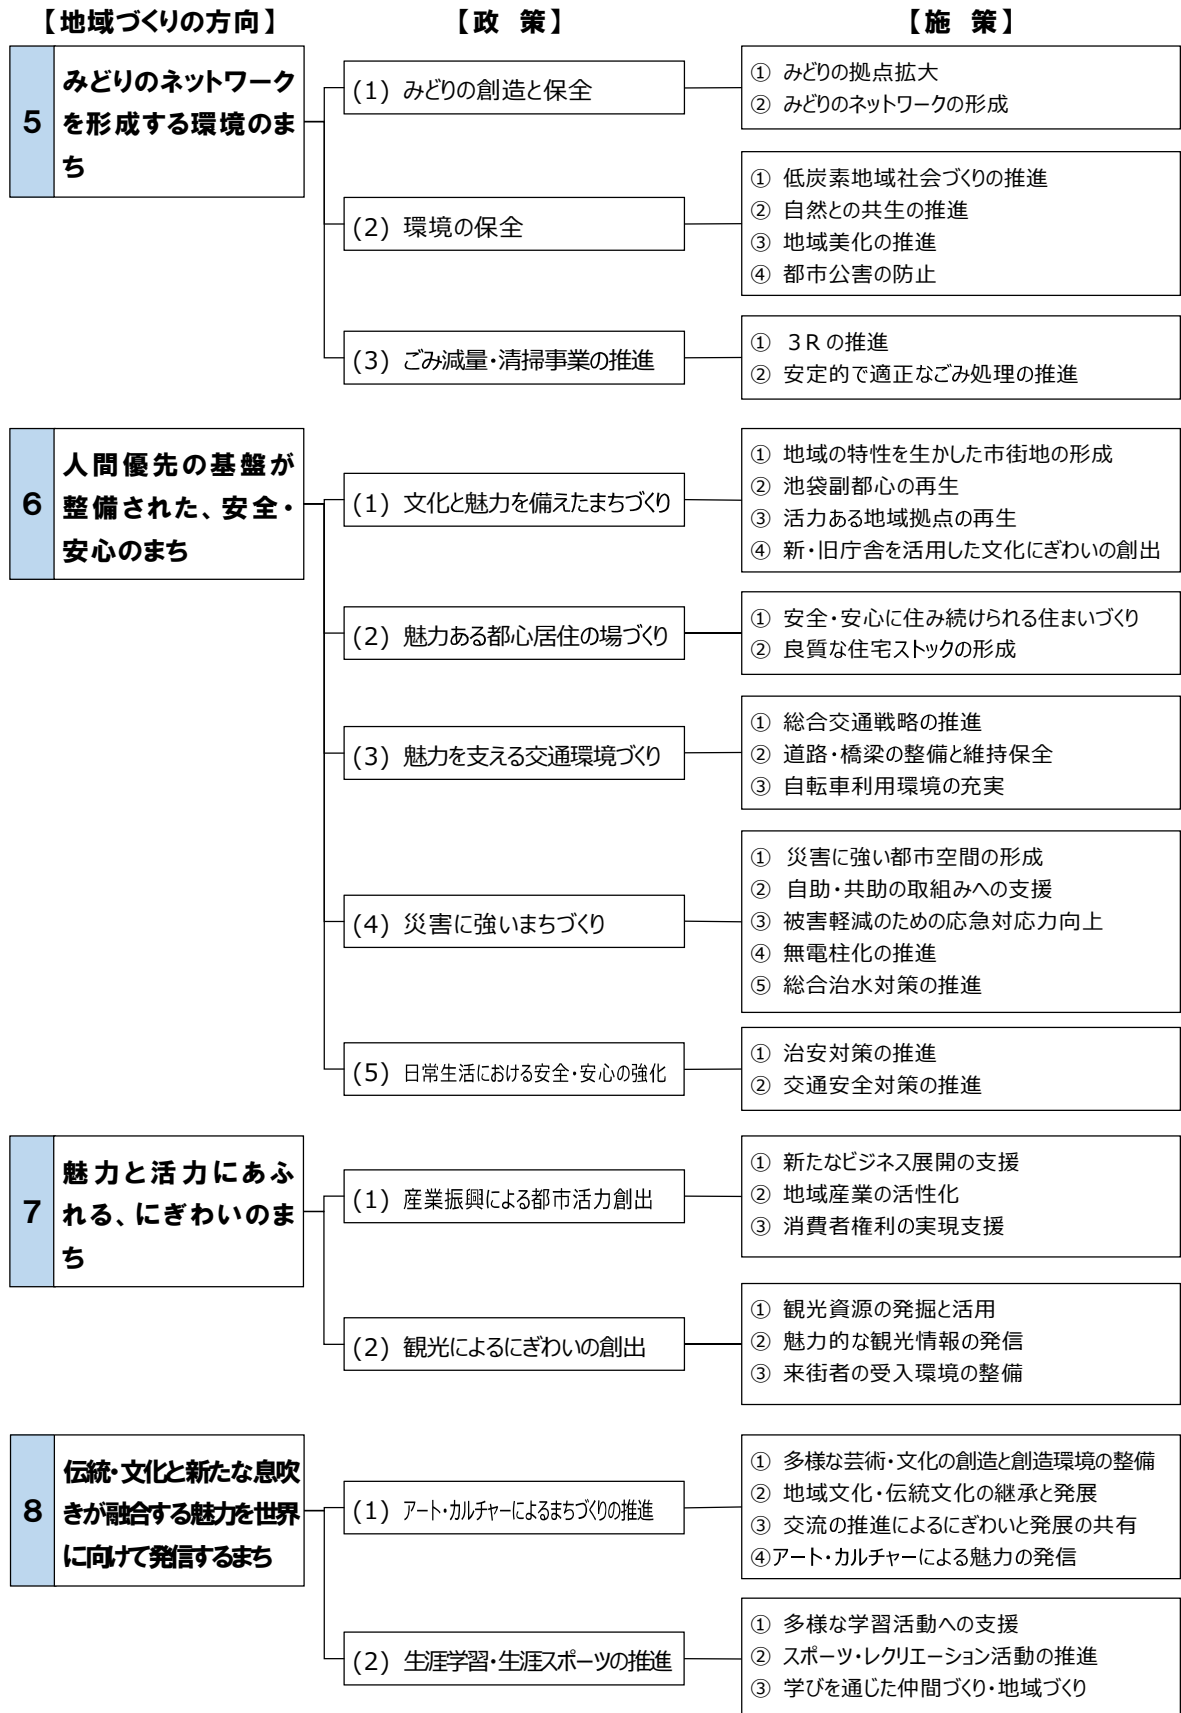 【地域づくりの方向】 【政 策】 【施 策】
5
みどりのネットワーク
を形成する環境のま
ち
(1) みどりの創造と保全
① みどりの拠点拡大
② みどりのネットワークの形成
(2) 環境の保全
① 低炭素地域社会づくりの推進
② 自然との共生の推進
③ 地域美化の推進
④ 都市公害の防止
(3) ごみ減量・清掃事業の推進
① 3Rの推進
② 安定的で適正なごみ処理の推進
6
人間優先の基盤が
整備された、安全・
安心のまち
(1) 文化と魅力を備えたまちづくり
① 地域の特性を生かした市街地の形成
② 池袋副都心の再生
③ 活力ある地域拠点の再生
④ 新・旧庁舎を活用した文化にぎわいの創出
(2) 魅力ある都心居住の場づくり
① 安全・安心に住み続けられる住まいづくり
② 良質な住宅ストックの形成
(3) 魅力を支える交通環境づくり
① 総合交通戦略の推進
② 道路・橋梁の整備と維持保全
③ 自転車利用環境の充実
(4) 災害に強いまちづくり
① 災害に強い都市空間の形成
② 自助・共助の取組みへの支援
③ 被害軽減のための応急対応力向上
④ 無電柱化の推進
⑤ 総合治水対策の推進
(5) 日常生活における安全・安心の強化
① 治安対策の推進
② 交通安全対策の推進
7
魅力と活力にあふ
れる、にぎわいのま
ち
(1) 産業振興による都市活力創出
① 新たなビジネス展開の支援
② 地域産業の活性化
③ 消費者権利の実現支援
(2) 観光によるにぎわいの創出
① 観光資源の発掘と活用
② 魅力的な観光情報の発信
③ 来街者の受入環境の整備
8
伝統・文化と新たな息吹
きが融合する魅力を世界
に向けて発信するまち
(1) アート・カルチャーによるまちづくりの推進
① 多様な芸術・文化の創造と創造環境の整備
② 地域文化・伝統文化の継承と発展
③ 交流の推進によるにぎわいと発展の共有
④アート・カルチャーによる魅力の発信
(2) 生涯学習・生涯スポーツの推進
① 多様な学習活動への支援
② スポーツ・レクリエーション活動の推進
③ 学びを通じた仲間づくり・地域づくり